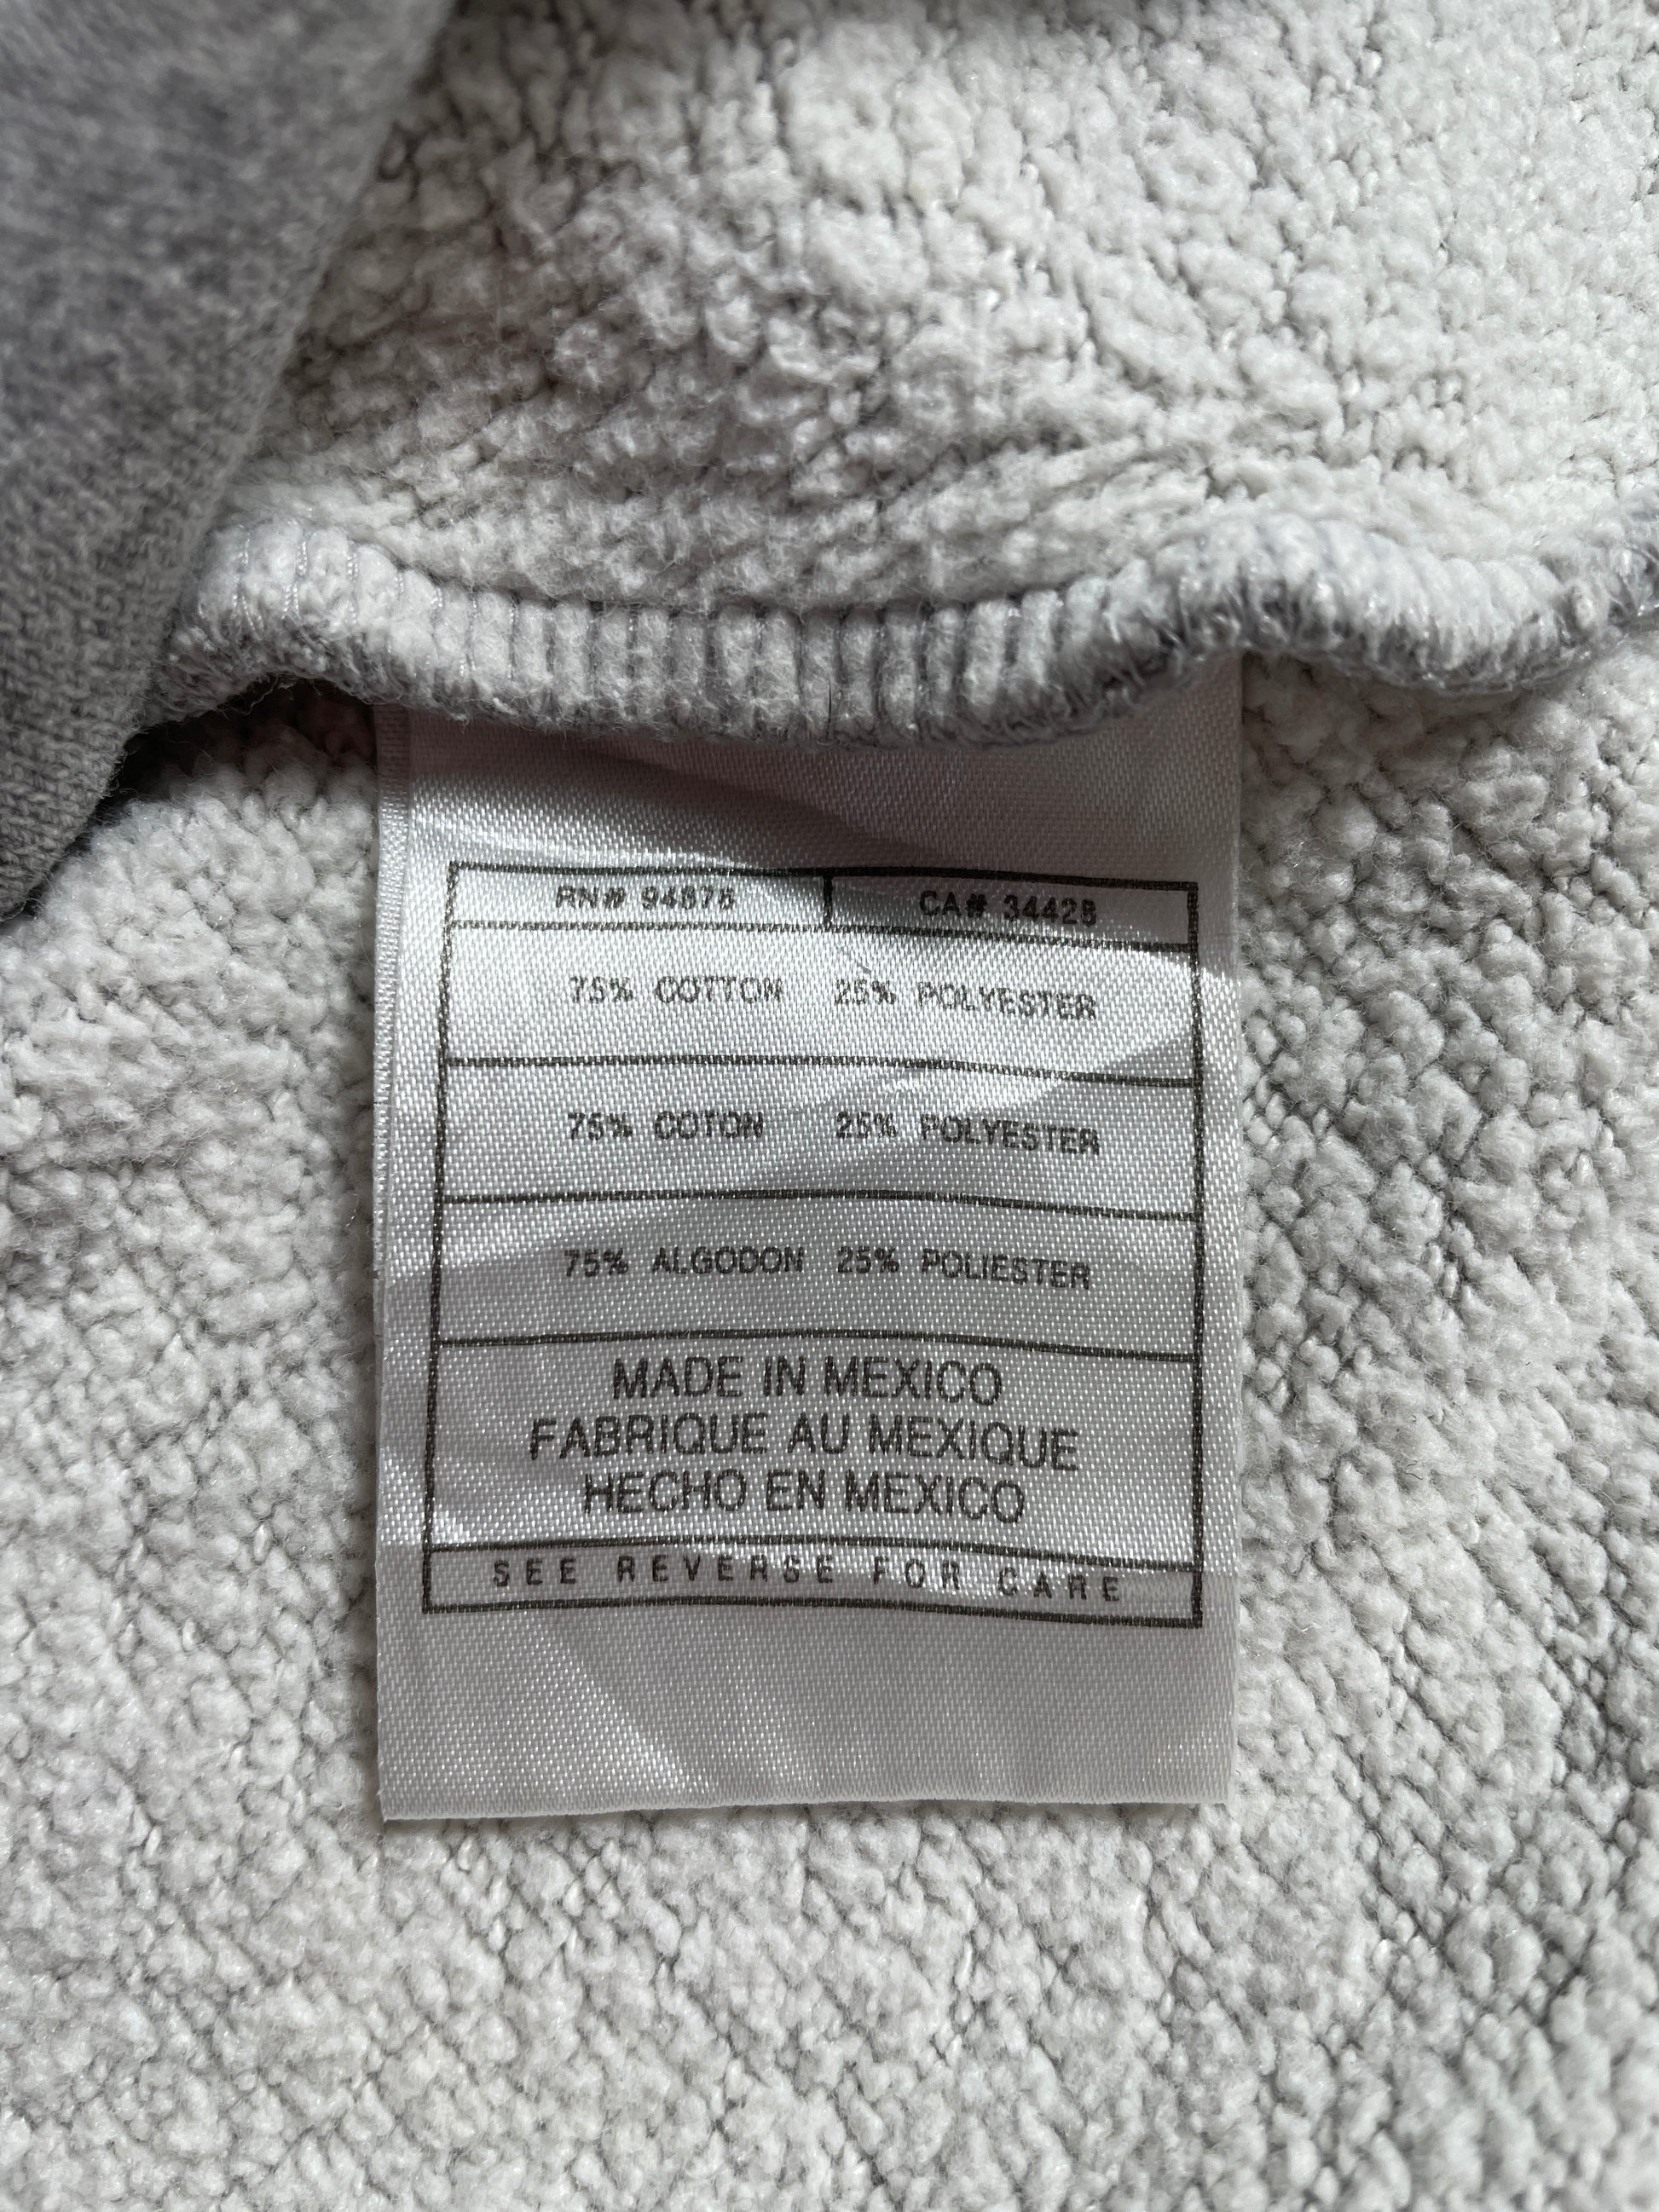 RN# 94876 CA# 34428
75% COTTON 25% POLYESTER
75% COTON 25% POLYESTER
75% ALGODON 25% POLIESTER
MADE IN MEXICO
FABRIQUE AU MEXIQUE
HECHO EN MEXICO
SEE REVERSE FOR CARE